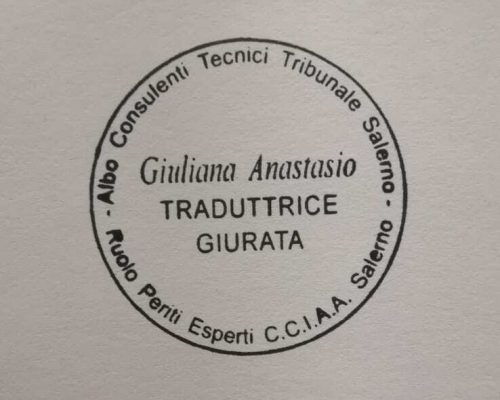 - Albo Consulenti Tecnici Tribunale Salerno -
Giuliana Anastasio
TRADUTTRICE
GIURATA
Ruolo Periti Esperti C.C.I.A.A. Salerno